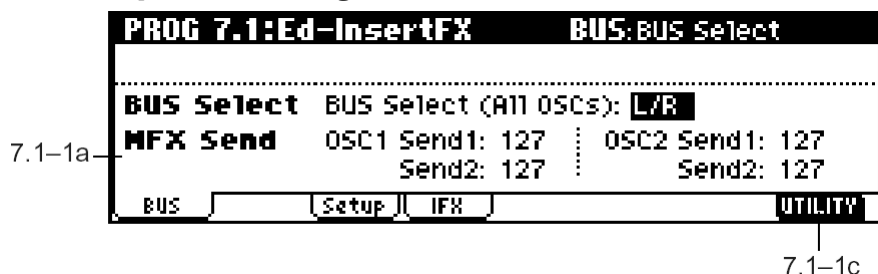 PROG 7.1:Ed-InsertFX BUS:BUS Select
BUS Select BUS Select (All OSCs): L/R
MFX Send OSC1 Send1: 127 OSC2 Send1: 127
Send2: 127 Send2: 127
7.1–1a
BUS Setup IFX UTILITY
7.1–1c